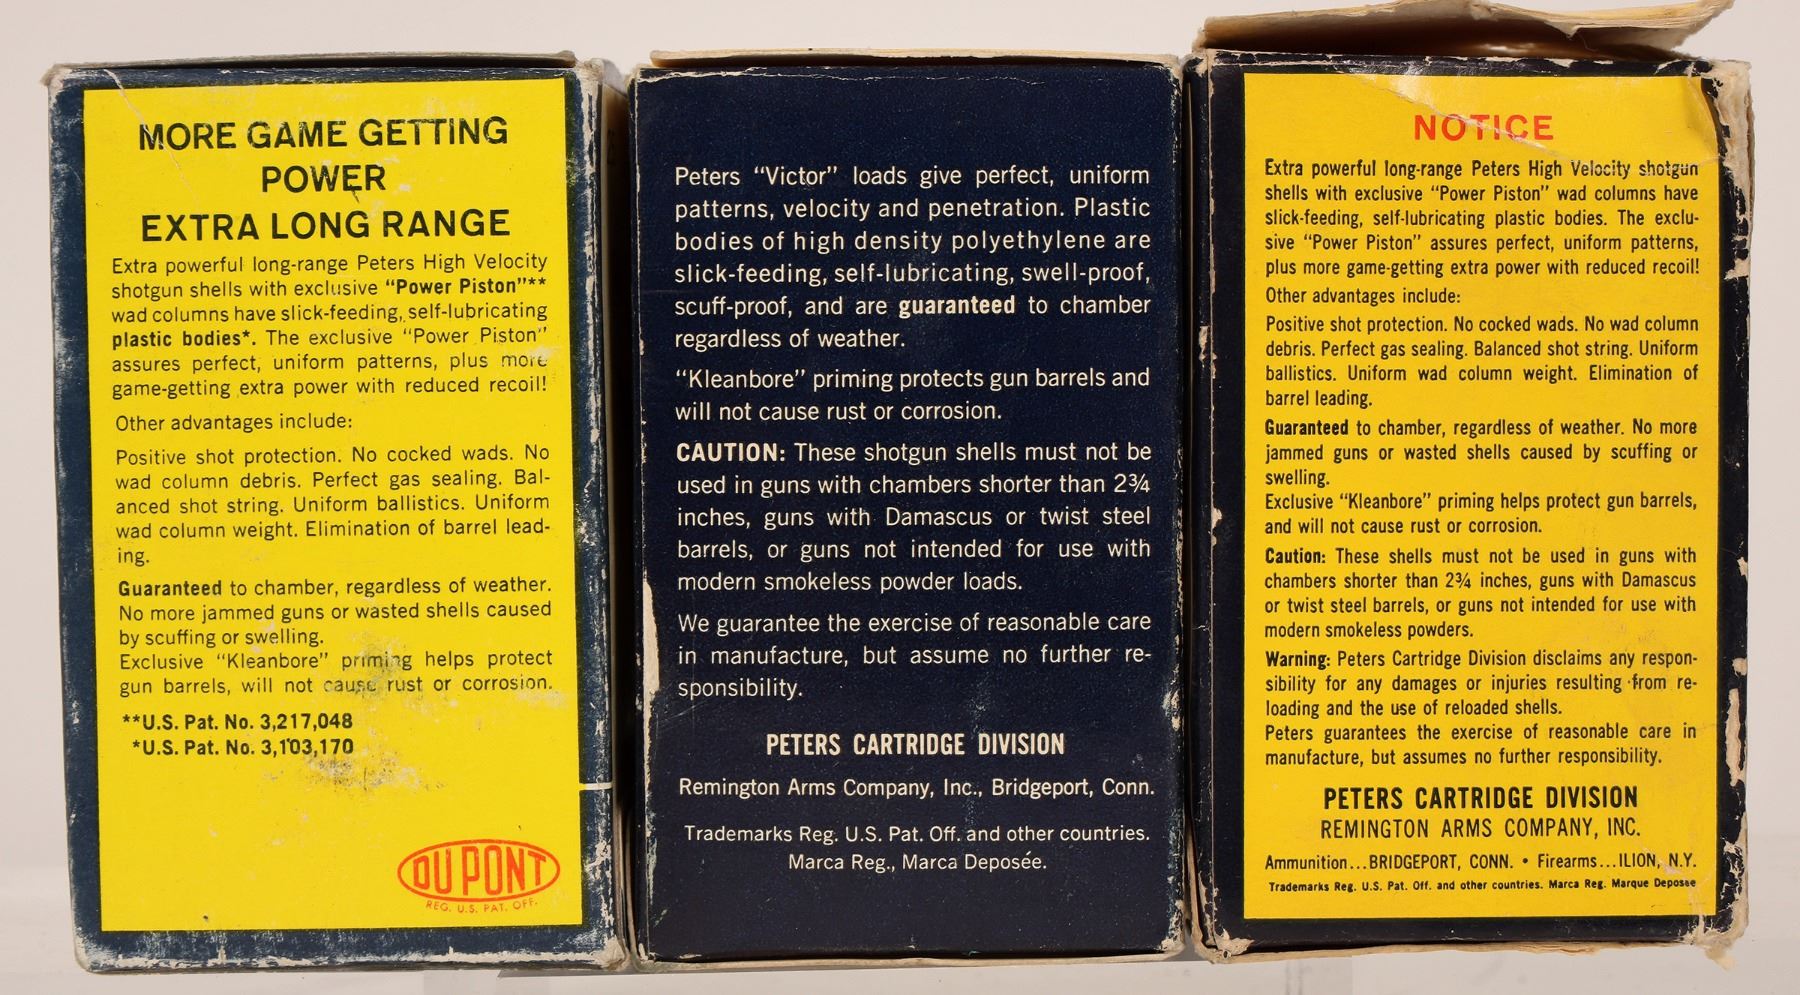 MORE GAME GETTING
POWER
EXTRA LONG RANGE
Extra powerful long-range Peters High Velocity
shotgun shells with exclusive "Power Piston"**
wad columns have slick-feeding, self-lubricating
plastic bodies*. The exclusive "Power Piston"
assures perfect, uniform patterns, plus more
game-getting extra power with reduced recoil!
Other advantages include:
Positive shot protection. No cocked wads. No
wad column debris. Perfect gas sealing. Bal-
anced shot string. Uniform ballistics. Uniform
wad column weight. Elimination of barrel lead-
ing.
Guaranteed to chamber, regardless of weather.
No more jammed guns or wasted shells caused
by scuffing or swelling.
Exclusive "Kleanbore" priming helps protect
gun barrels, will not cause rust or corrosion.
**U.S. Pat. No. 3,217,048
*U.S. Pat. No. 3,103,170
DU PONT
REG. U.S. PAT. OFF.
Peters "Victor" loads give perfect, uniform
patterns, velocity and penetration. Plastic
bodies of high density polyethylene are
slick-feeding, self-lubricating, swell-proof,
scuff-proof, and are guaranteed to chamber
regardless of weather.
"Kleanbore" priming protects gun barrels and
will not cause rust or corrosion.
CAUTION: These shotgun shells must not be
used in guns with chambers shorter than 2¾
inches, guns with Damascus or twist steel
barrels, or guns not intended for use with
modern smokeless powder loads.
We guarantee the exercise of reasonable care
in manufacture, but assume no further re-
sponsibility.
PETERS CARTRIDGE DIVISION
Remington Arms Company, Inc., Bridgeport, Conn.
Trademarks Reg. U.S. Pat. Off. and other countries.
Marca Reg., Marca Deposée.
NOTICE
Extra powerful long-range Peters High Velocity shotgun
shells with exclusive "Power Piston" wad columns have
slick-feeding, self-lubricating plastic bodies. The exclu-
sive "Power Piston" assures perfect, uniform patterns,
plus more game-getting extra power with reduced recoil!
Other advantages include:
Positive shot protection. No cocked wads. No wad column
debris. Perfect gas sealing. Balanced shot string. Uniform
ballistics. Uniform wad column weight. Elimination of
barrel leading.
Guaranteed to chamber, regardless of weather. No more
jammed guns or wasted shells caused by scuffing or
swelling.
Exclusive "Kleanbore" priming helps protect gun barrels,
and will not cause rust or corrosion.
Caution: These shells must not be used in guns with
chambers shorter than 2¾ inches, guns with Damascus
or twist steel barrels, or guns not intended for use with
modern smokeless powders.
Warning: Peters Cartridge Division disclaims any respon-
sibility for any damages or injuries resulting from re-
loading and the use of reloaded shells.
Peters guarantees the exercise of reasonable care in
manufacture, but assumes no further responsibility.
PETERS CARTRIDGE DIVISION
REMINGTON ARMS COMPANY, INC.
Ammunition...BRIDGEPORT, CONN. • Firearms...ILION, N.Y.
Trademarks Reg. U.S. Pat. Off. and other countries. Marca Reg. Marque Deposee